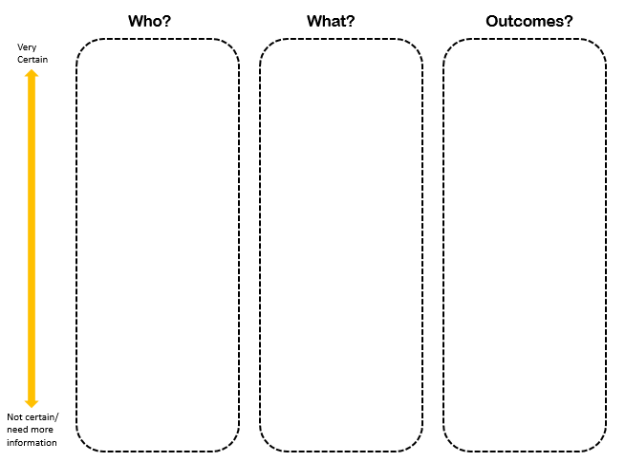 Who? What? Outcomes?
Very
Certain
Not certain/
need more
information